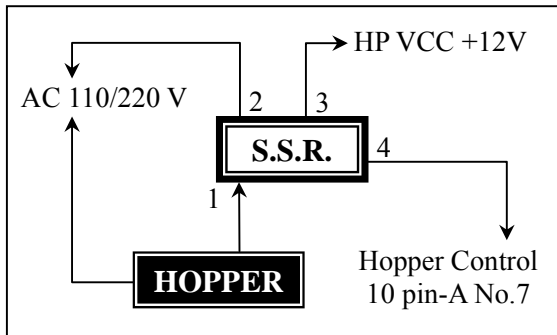 HP VCC +12V
AC 110/220 V
2
3
S.S.R.
4
1
HOPPER
Hopper Control
10 pin-A No.7